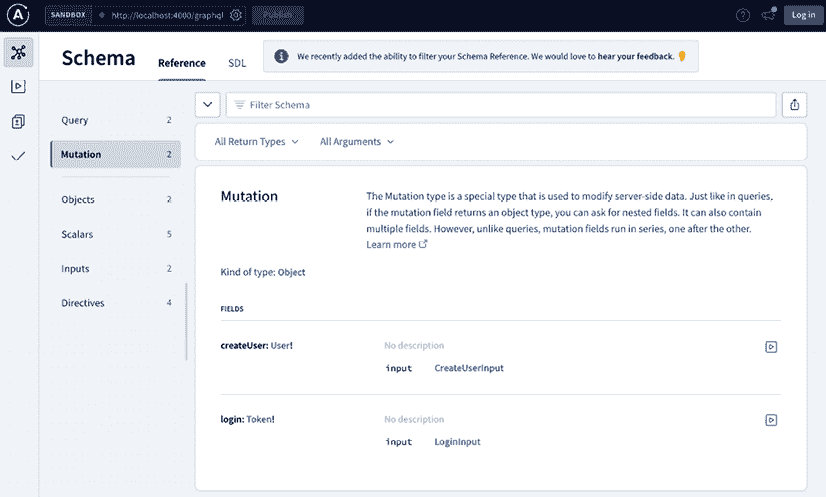 SANDBOX http://localhost:4000/graphql Publish Log in
Schema Reference SDL
We recently added the ability to filter your Schema Reference. We would love to hear your feedback.
Query 2
Mutation 2
Objects 2
Scalars 5
Inputs 2
Directives 4
Filter Schema
All Return Types All Arguments
Mutation
The Mutation type is a special type that is used to modify server-side data. Just like in queries,
if the mutation field returns an object type, you can ask for nested fields. It can also contain
multiple fields. However, unlike queries, mutation fields run in series, one after the other.
Learn more
Kind of type: Object
FIELDS
createUser: User! No description
input CreateUserInput
login: Token! No description
input LoginInput